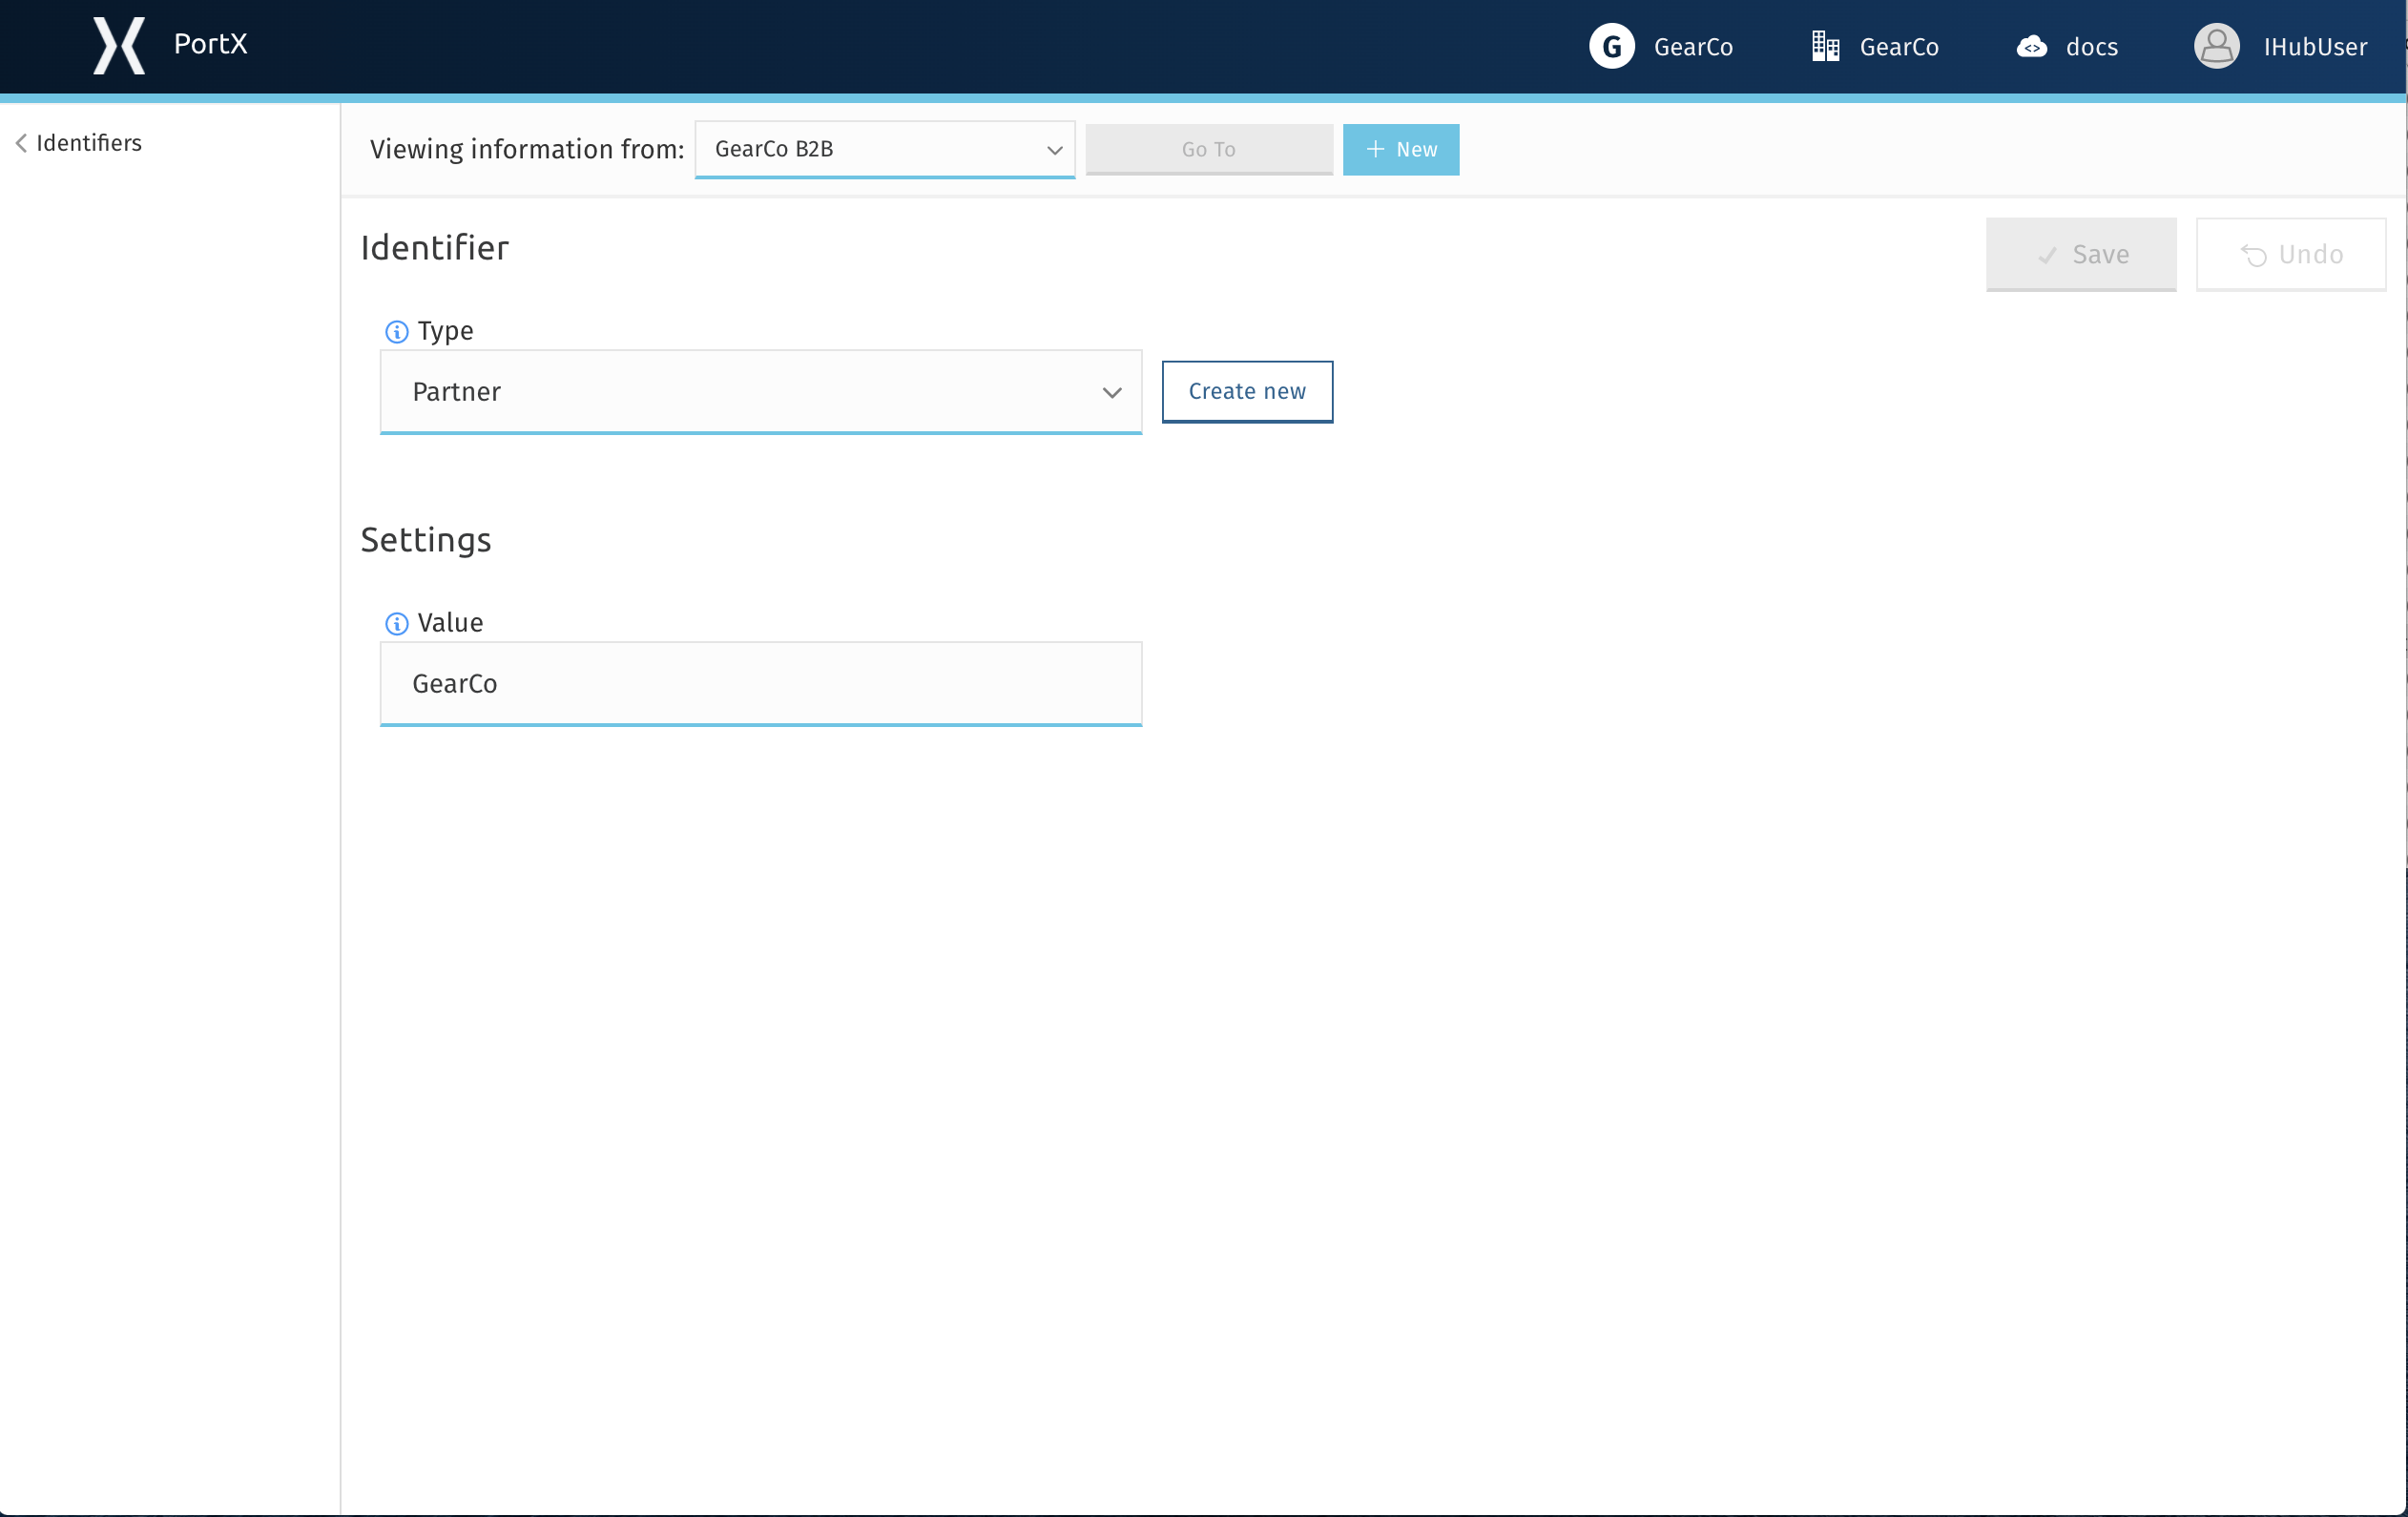 PortX
G GearCo
GearCo
docs
IHubUser
Identifiers
Viewing information from: GearCo B2B Go To + New
Identifier
Save Undo
Type
Partner
Create new
Settings
Value
GearCo